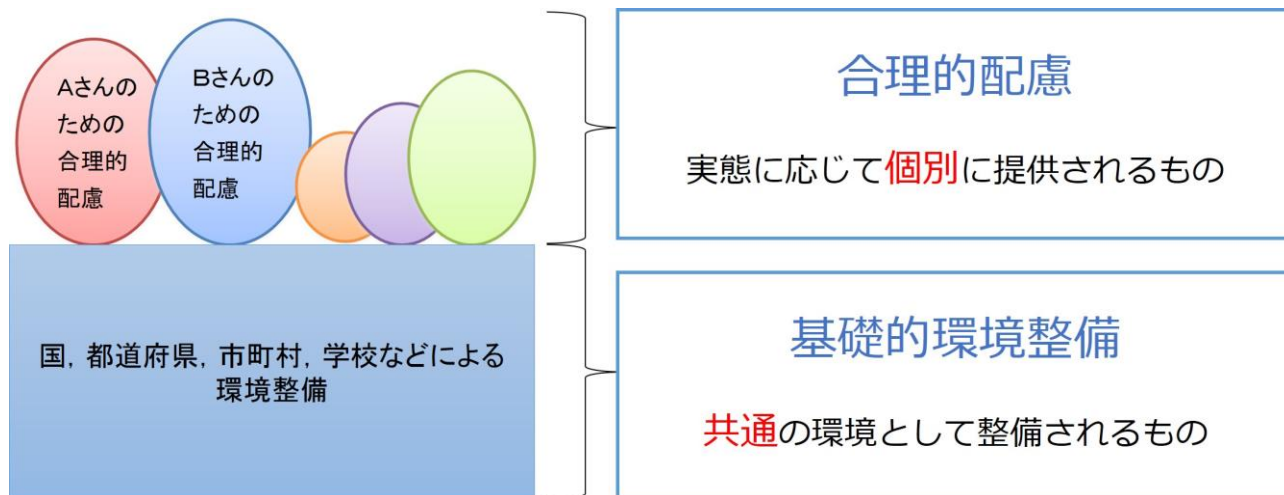 Aさんの
ための
合理的
配慮
Bさんの
ための
合理的
配慮
合理的配慮
実態に応じて個別に提供されるもの
国，都道府県，市町村，学校などによる
環境整備
基礎的環境整備
共通の環境として整備されるもの